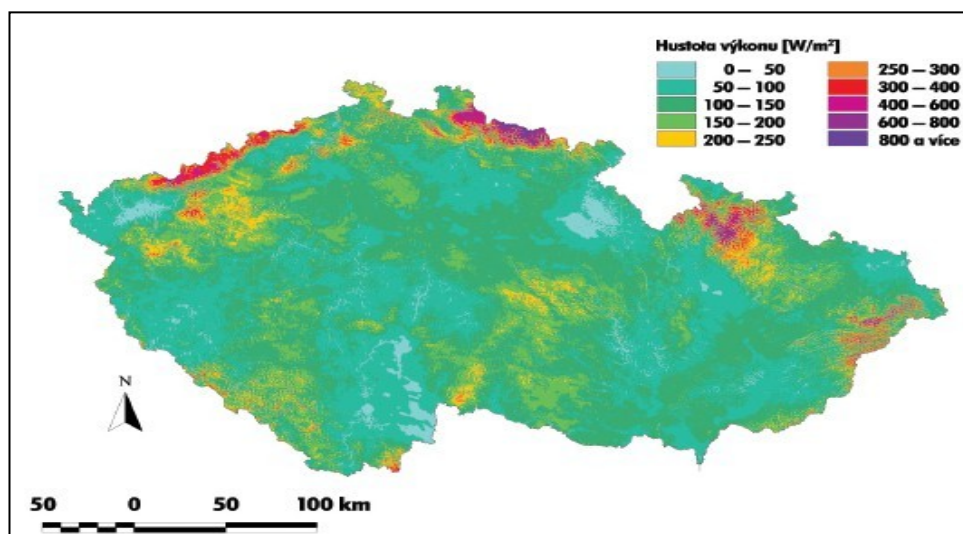 Hustota výkonu [W/m²]
0 — 50
50 — 100
100 — 150
150 — 200
200 — 250
250 — 300
300 — 400
400 — 600
600 — 800
800 a více
N
50 0 50 100 km